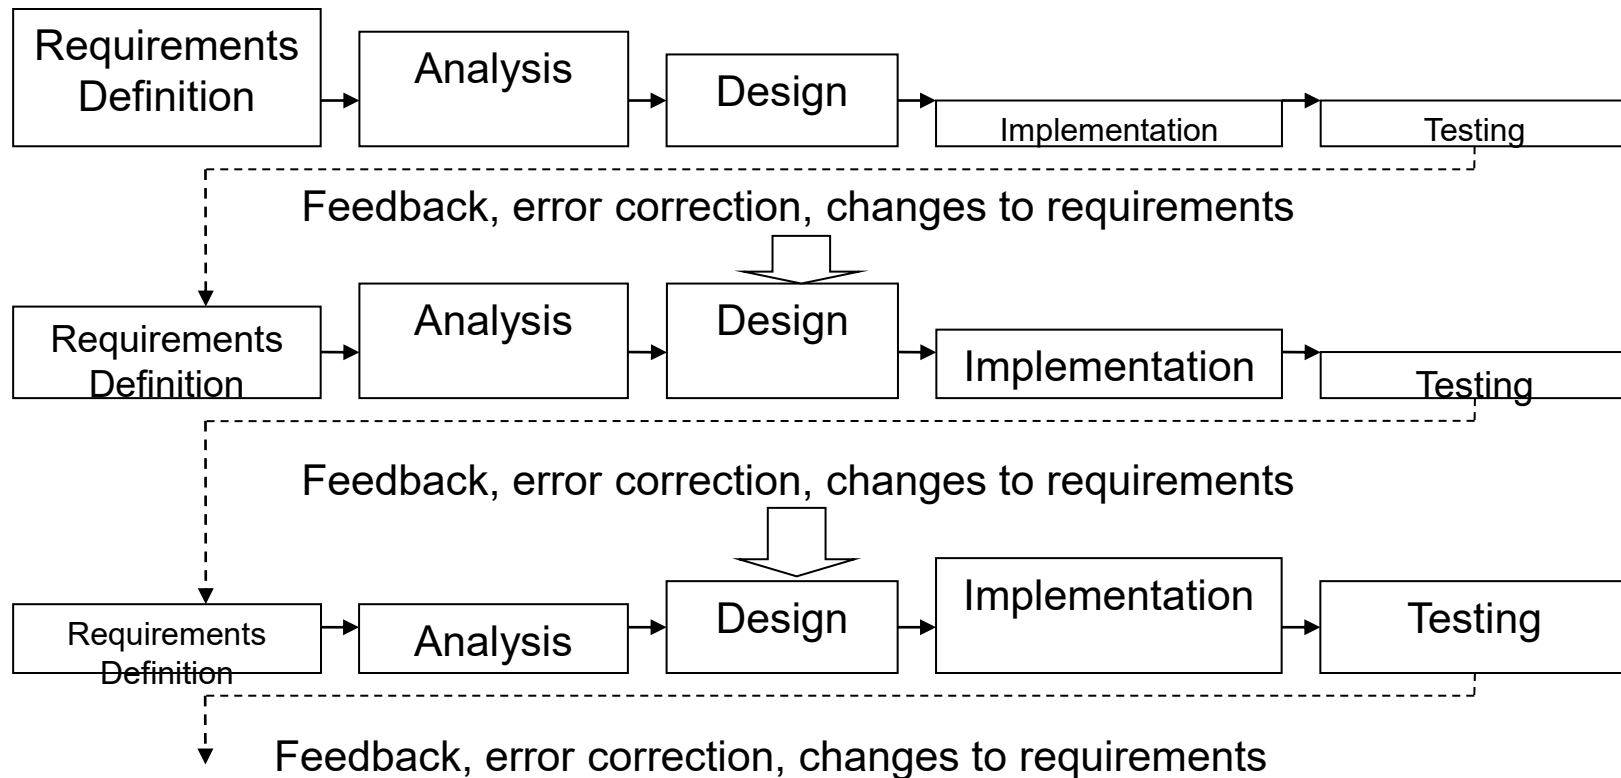 Requirements
Definition
Analysis
Design
Implementation
Testing
Feedback, error correction, changes to requirements
Requirements
Definition
Analysis
Design
Implementation
Testing
Feedback, error correction, changes to requirements
Requirements
Definition
Analysis
Design
Implementation
Testing
Feedback, error correction, changes to requirements